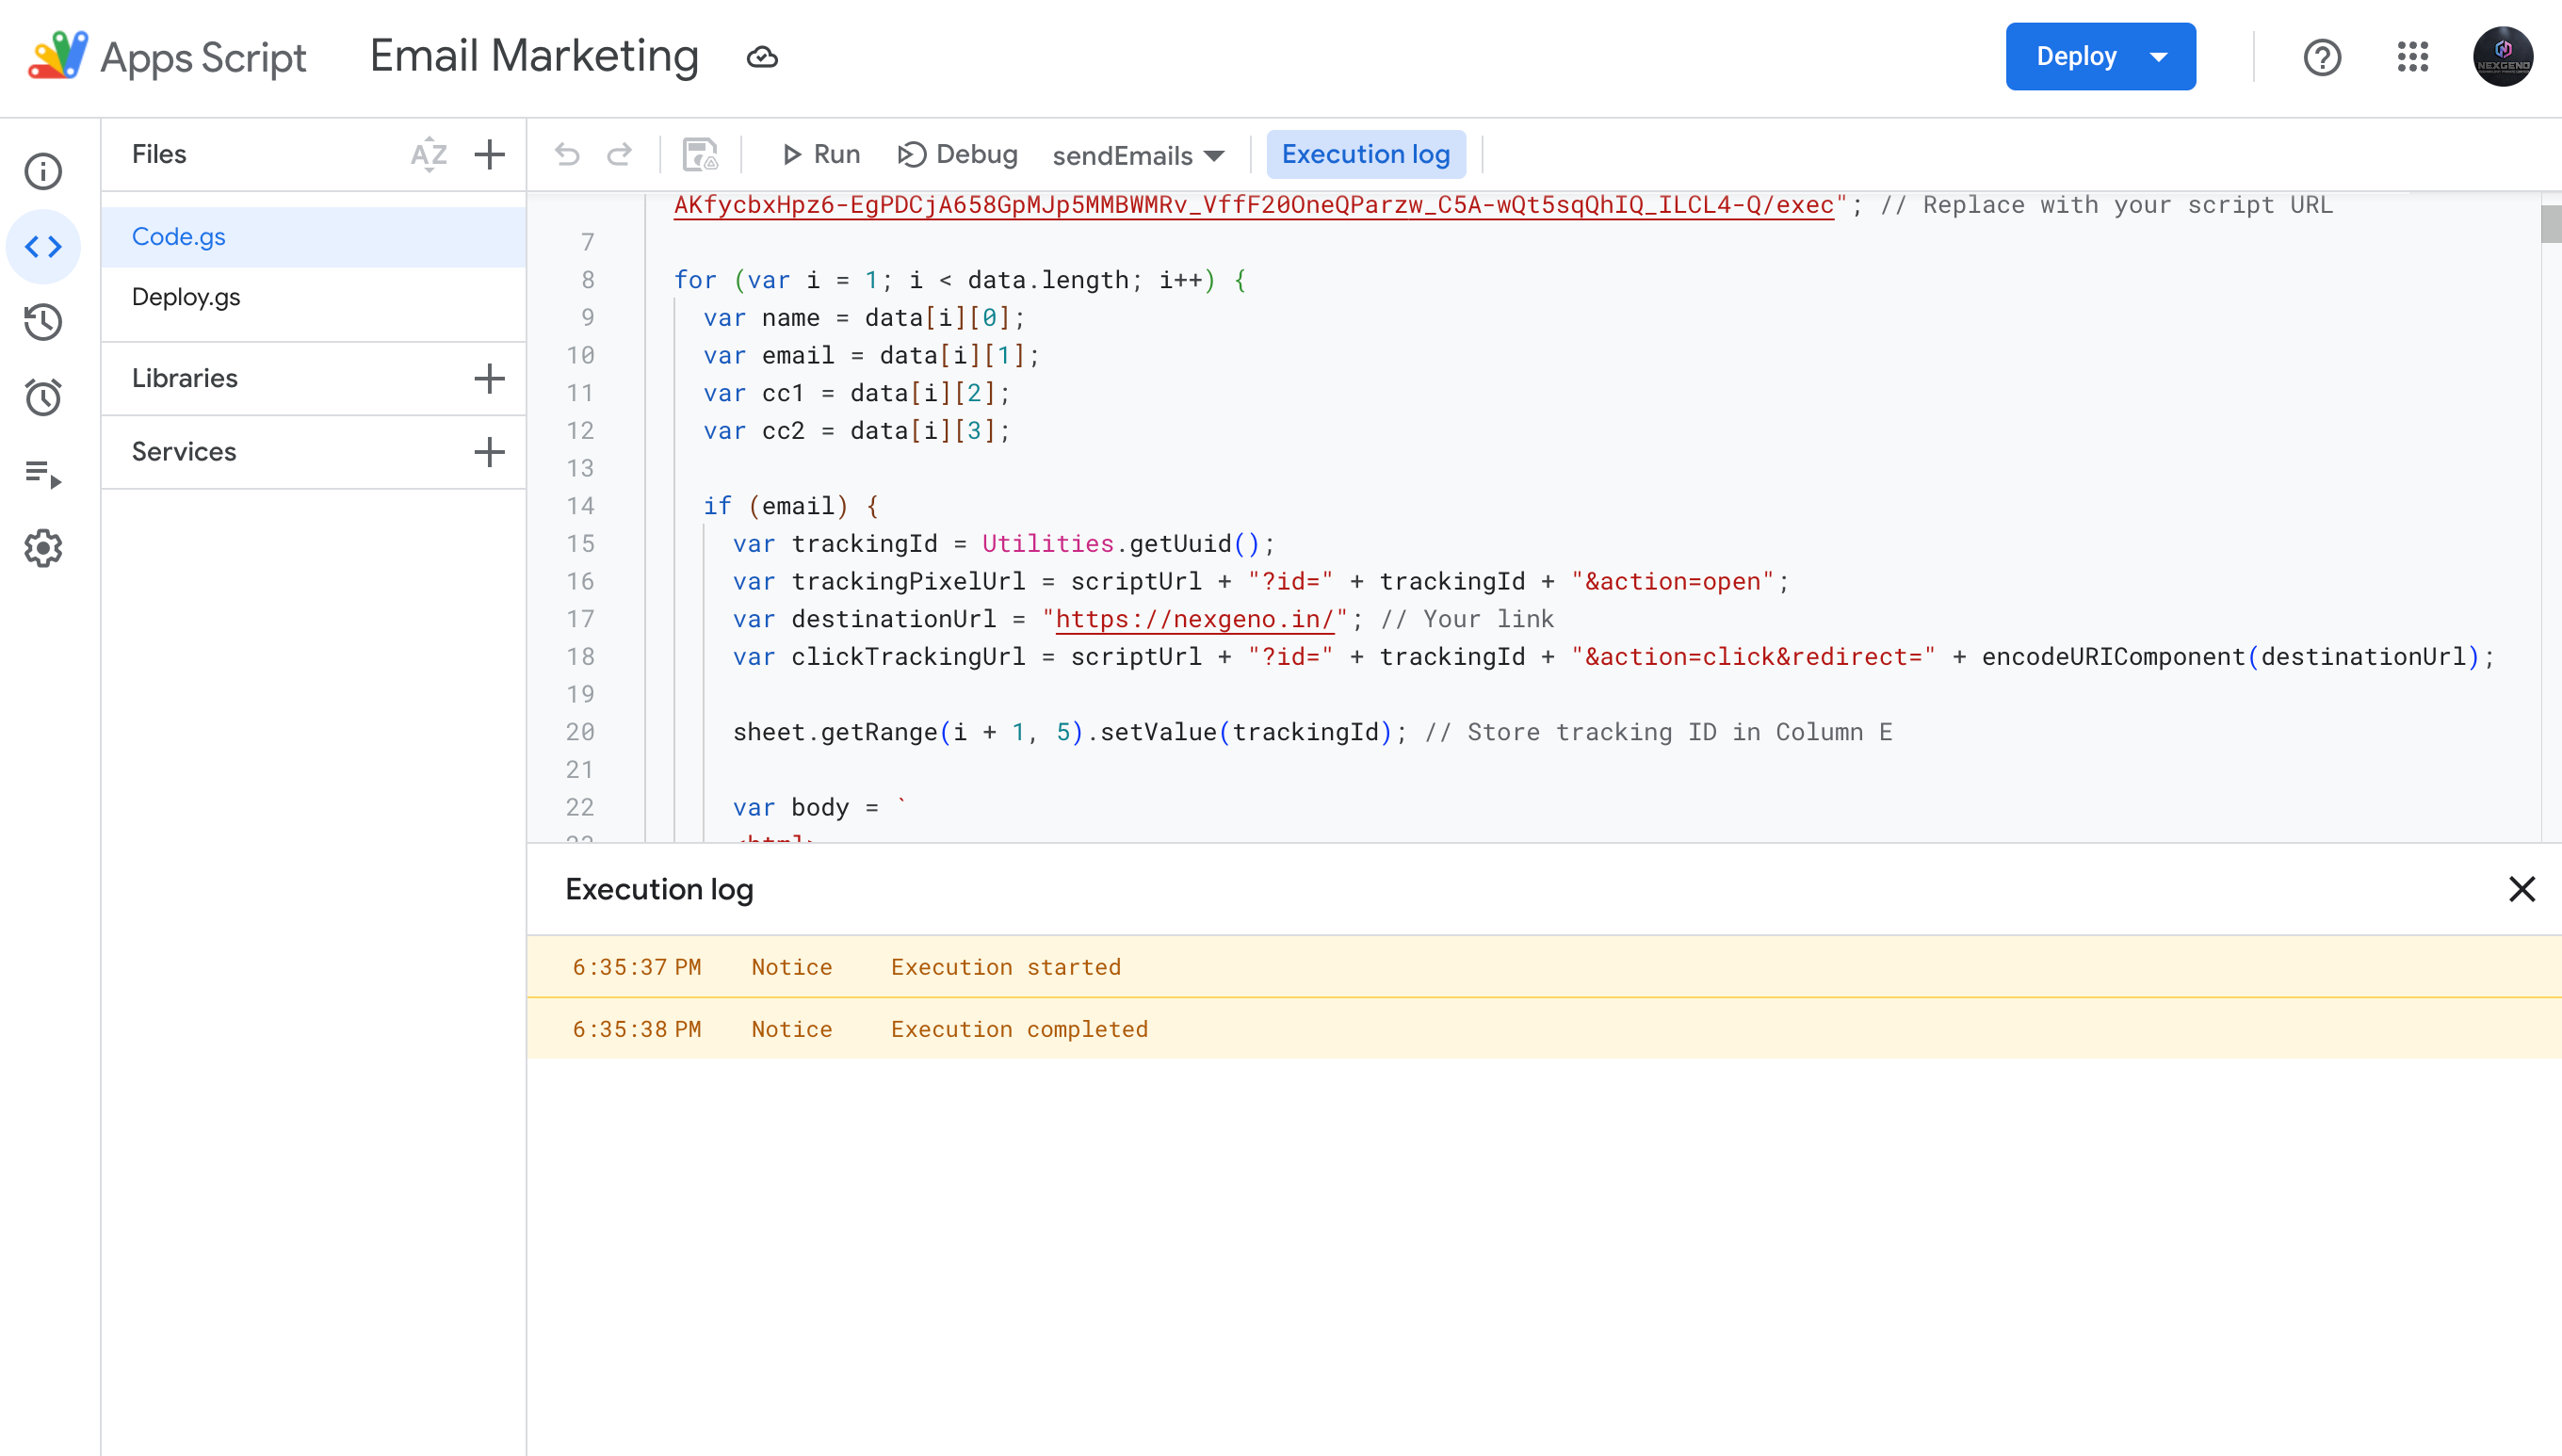 Apps Script
Email Marketing
Deploy
NEXGENO
Files
AZ
Run
Debug
sendEmails
Execution log
Code.gs
Deploy.gs
Libraries
Services
AKfycbxHpz6-EgPDCjA658GpMJp5MMBWMRv_VffF20OneQParzw_C5A-wQt5sqQhIQ_ILCL4-Q/exec"; // Replace with your script URL
7
8 for (var i = 1; i < data.length; i++) {
9 var name = data[i][0];
10 var email = data[i][1];
11 var cc1 = data[i][2];
12 var cc2 = data[i][3];
13
14 if (email) {
15 var trackingId = Utilities.getUuid();
16 var trackingPixelUrl = scriptUrl + "?id=" + trackingId + "&action=open";
17 var destinationUrl = "https://nexgeno.in/"; // Your link
18 var clickTrackingUrl = scriptUrl + "?id=" + trackingId + "&action=click&redirect=" + encodeURIComponent(destinationUrl);
19
20 sheet.getRange(i + 1, 5).setValue(trackingId); // Store tracking ID in Column E
21
22 var body = `
23 <html>
Execution log
6:35:37 PM Notice Execution started
6:35:38 PM Notice Execution completed